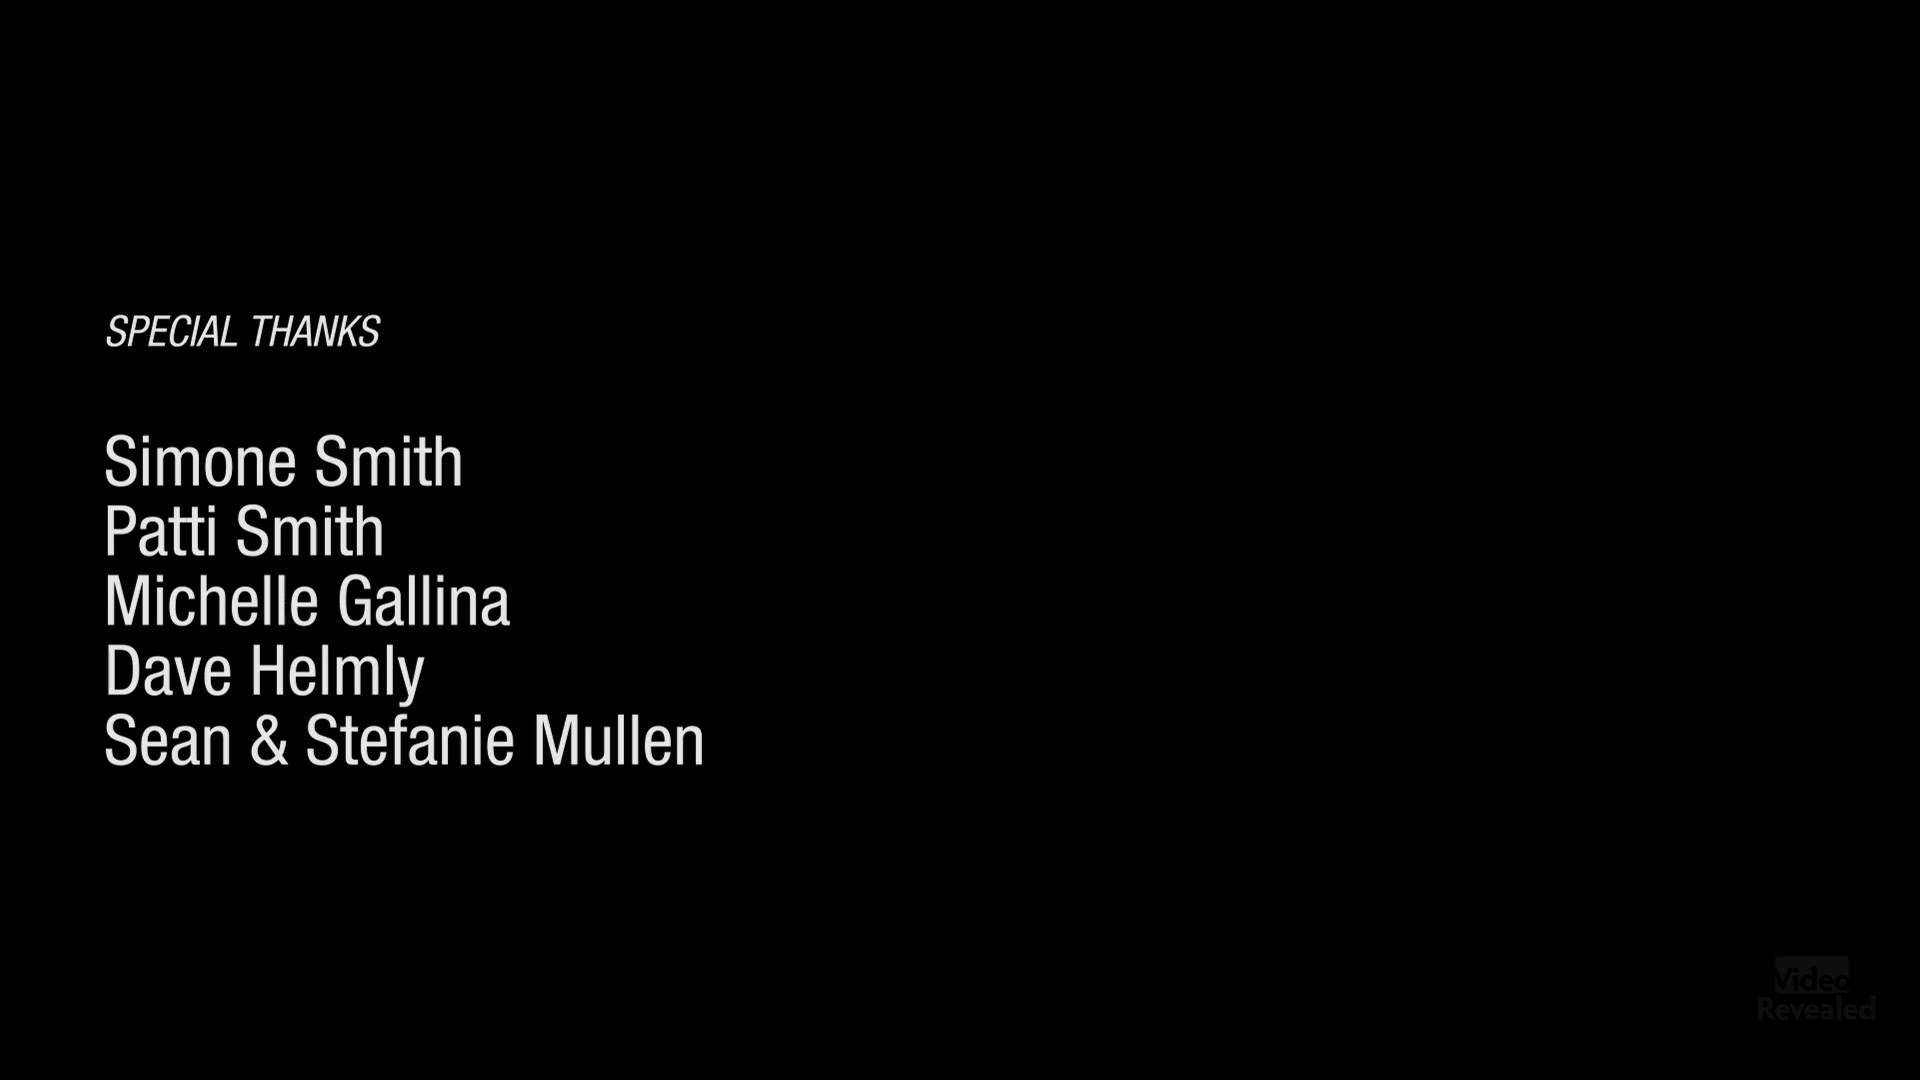 SPECIAL THANKS
Simone Smith
Patti Smith
Michelle Gallina
Dave Helmly
Sean & Stefanie Mullen
Video
Revealed